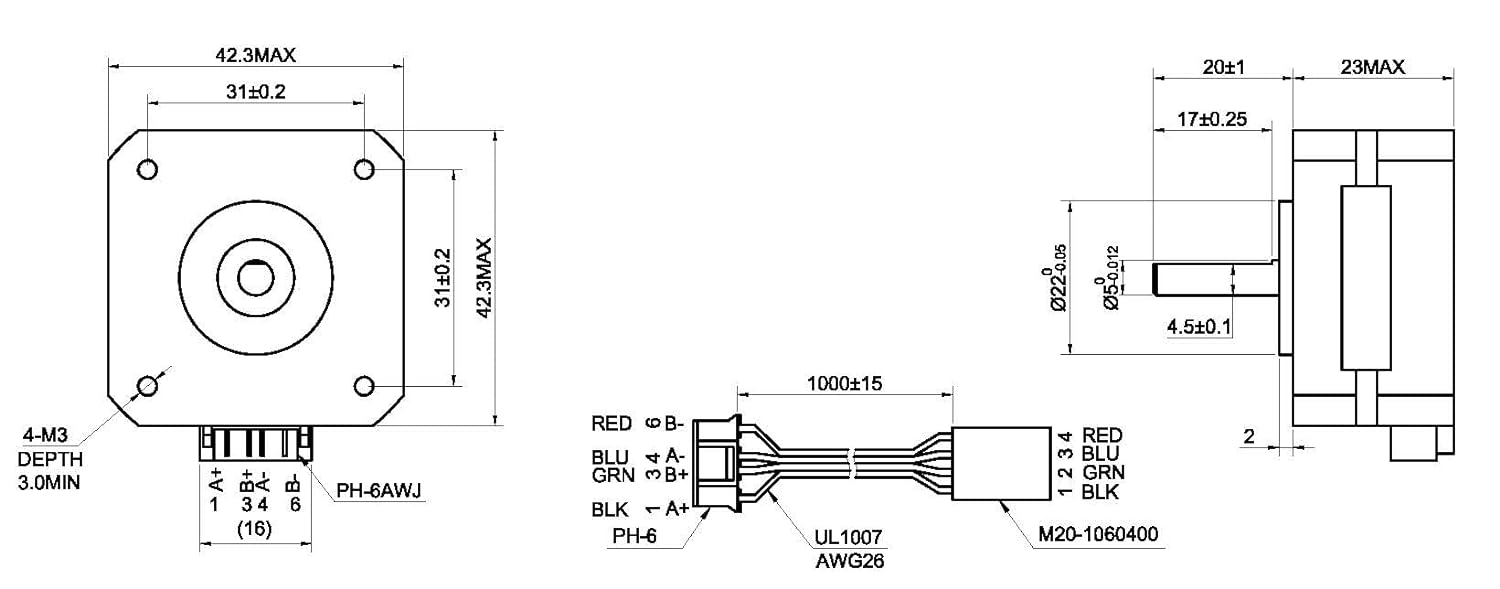 42.3MAX
31±0.2
31±0.2
42.3MAX
4-M3
DEPTH
3.0MIN
A+ B+ A- B-
1 3 4 6
(16)
PH-6AWJ
1000±15
RED 6 B-
BLU 4 A-
GRN 3 B+
BLK 1 A+
PH-6
UL1007
AWG26
4 RED
3 BLU
2 GRN
1 BLK
M20-1060400
20±1
23MAX
17±0.25
Ø22 0 -0.05
Ø5 0 -0.012
4.5±0.1
2